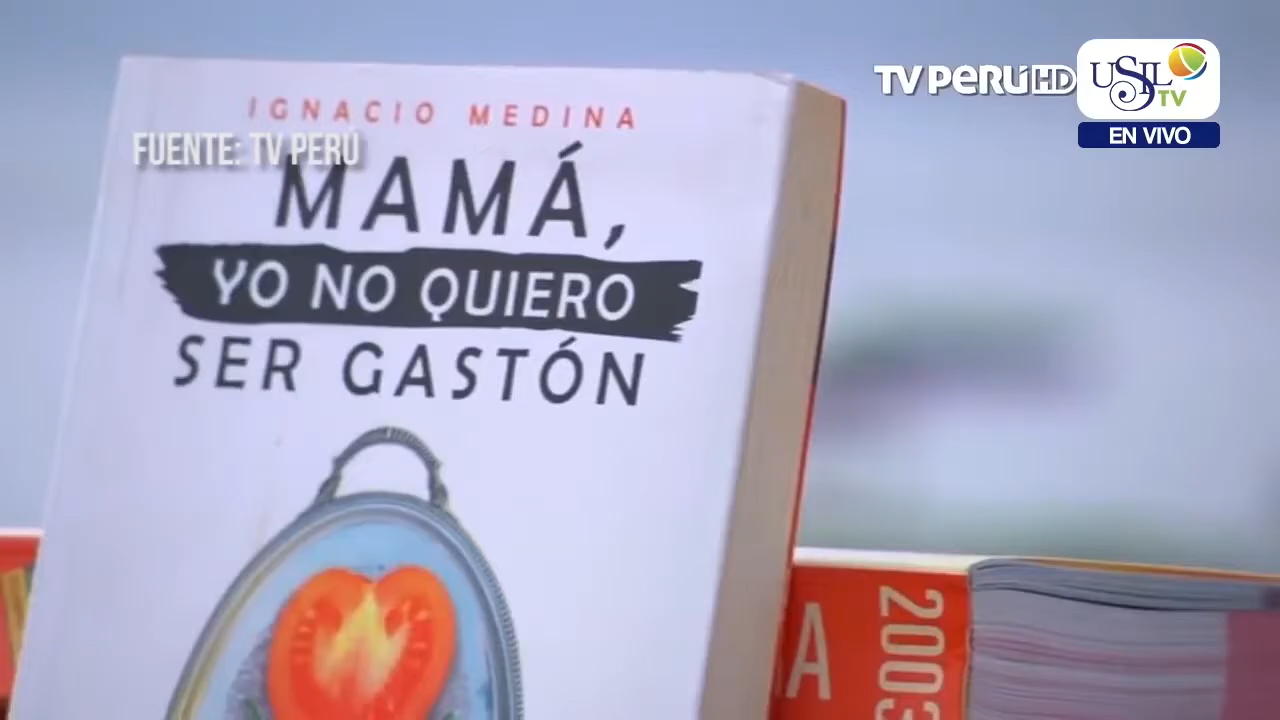 TV PERÚ HD
USIL
TV
EN VIVO
IGNACIO MEDINA
FUENTE: TV PERÚ
MAMÁ,
YO NO QUIERO
SER GASTÓN
A 2003